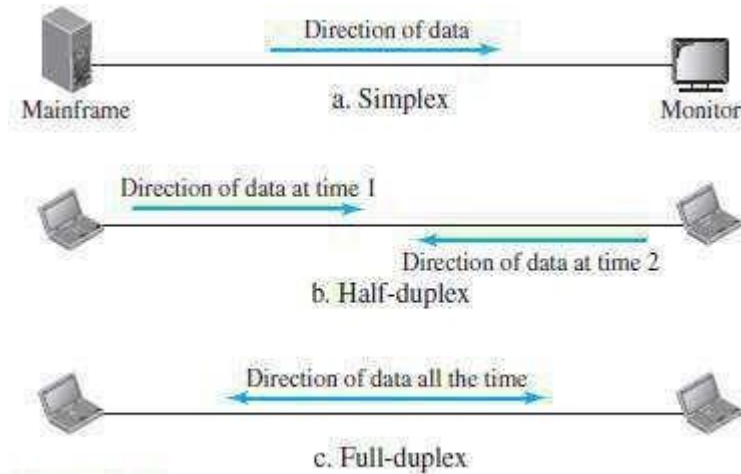 Direction of data
Mainframe
Monitor
a. Simplex
Direction of data at time 1
Direction of data at time 2
b. Half-duplex
Direction of data all the time
c. Full-duplex